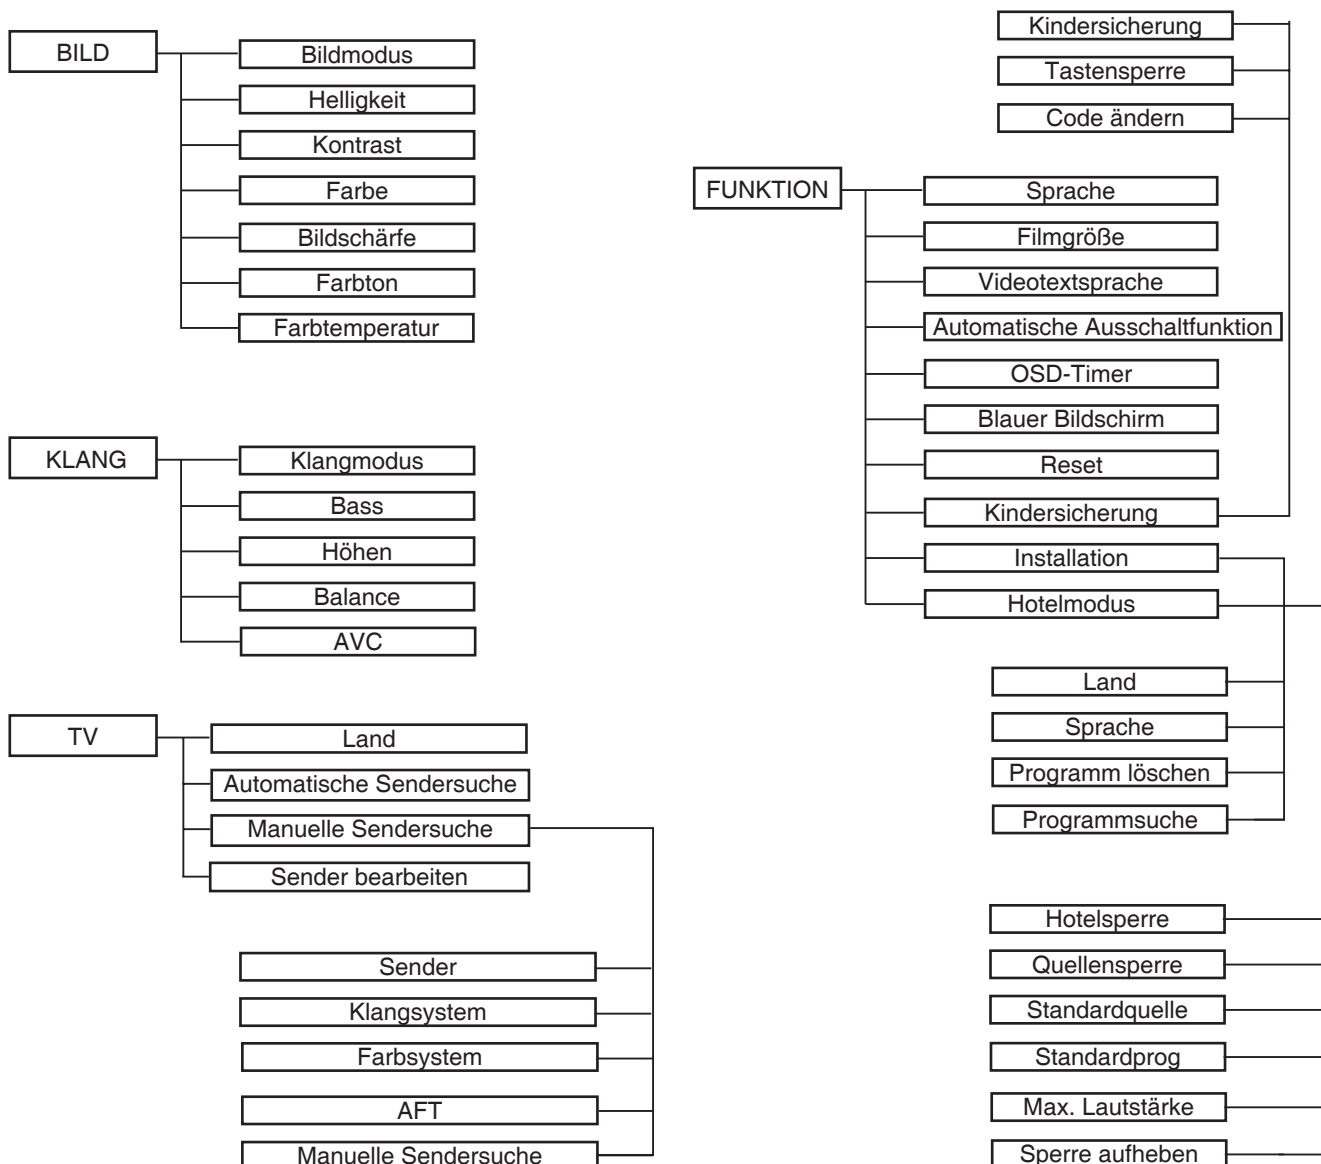 BILD
Bildmodus
Helligkeit
Kontrast
Farbe
Bildschärfe
Farbton
Farbtemperatur
KLANG
Klangmodus
Bass
Höhen
Balance
AVC
TV
Land
Automatische Sendersuche
Manuelle Sendersuche
Sender bearbeiten
Sender
Klangsystem
Farbsystem
AFT
Manuelle Sendersuche
Kindersicherung
Tastensperre
Code ändern
FUNKTION
Sprache
Filmgröße
Videotextsprache
Automatische Ausschaltfunktion
OSD-Timer
Blauer Bildschirm
Reset
Kindersicherung
Installation
Hotelmodus
Land
Sprache
Programm löschen
Programmsuche
Hotelsperre
Quellensperre
Standardquelle
Standardprog
Max. Lautstärke
Sperre aufheben